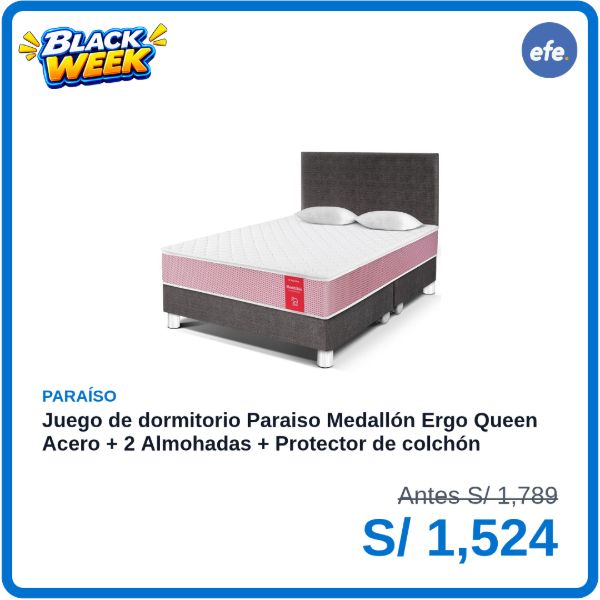 BLACK
WEEK
efe.
PARAÍSO
Juego de dormitorio Paraiso Medallón Ergo Queen
Acero + 2 Almohadas + Protector de colchón
Antes S/ 1,789
S/ 1,524